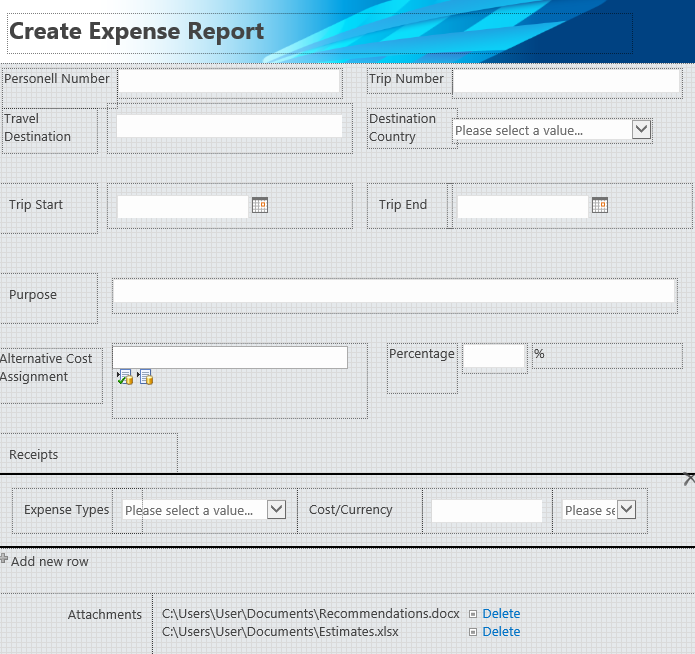 Create Expense Report
Personell Number
Trip Number
Travel
Destination
Destination
Country
Please select a value...
Trip Start
Trip End
Purpose
Alternative Cost
Assignment
Percentage
%
Receipts
Expense Types
Please select a value...
Cost/Currency
Please se
Add new row
Attachments
C:\Users\User\Documents\Recommendations.docx Delete
C:\Users\User\Documents\Estimates.xlsx Delete